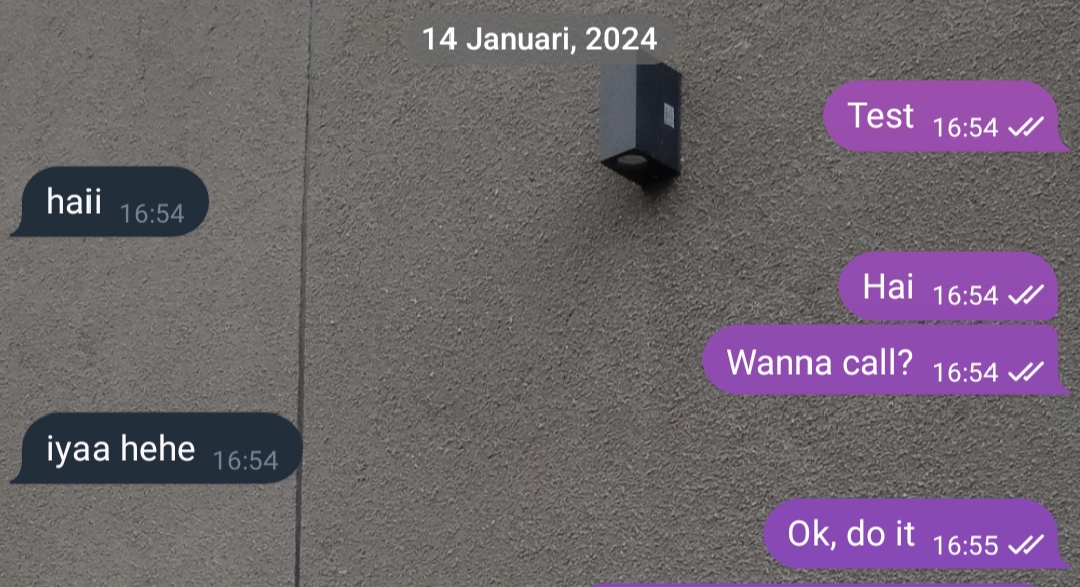 14 Januari, 2024
Test 16:54
haii 16:54
Hai 16:54
Wanna call? 16:54
iyaa hehe 16:54
Ok, do it 16:55